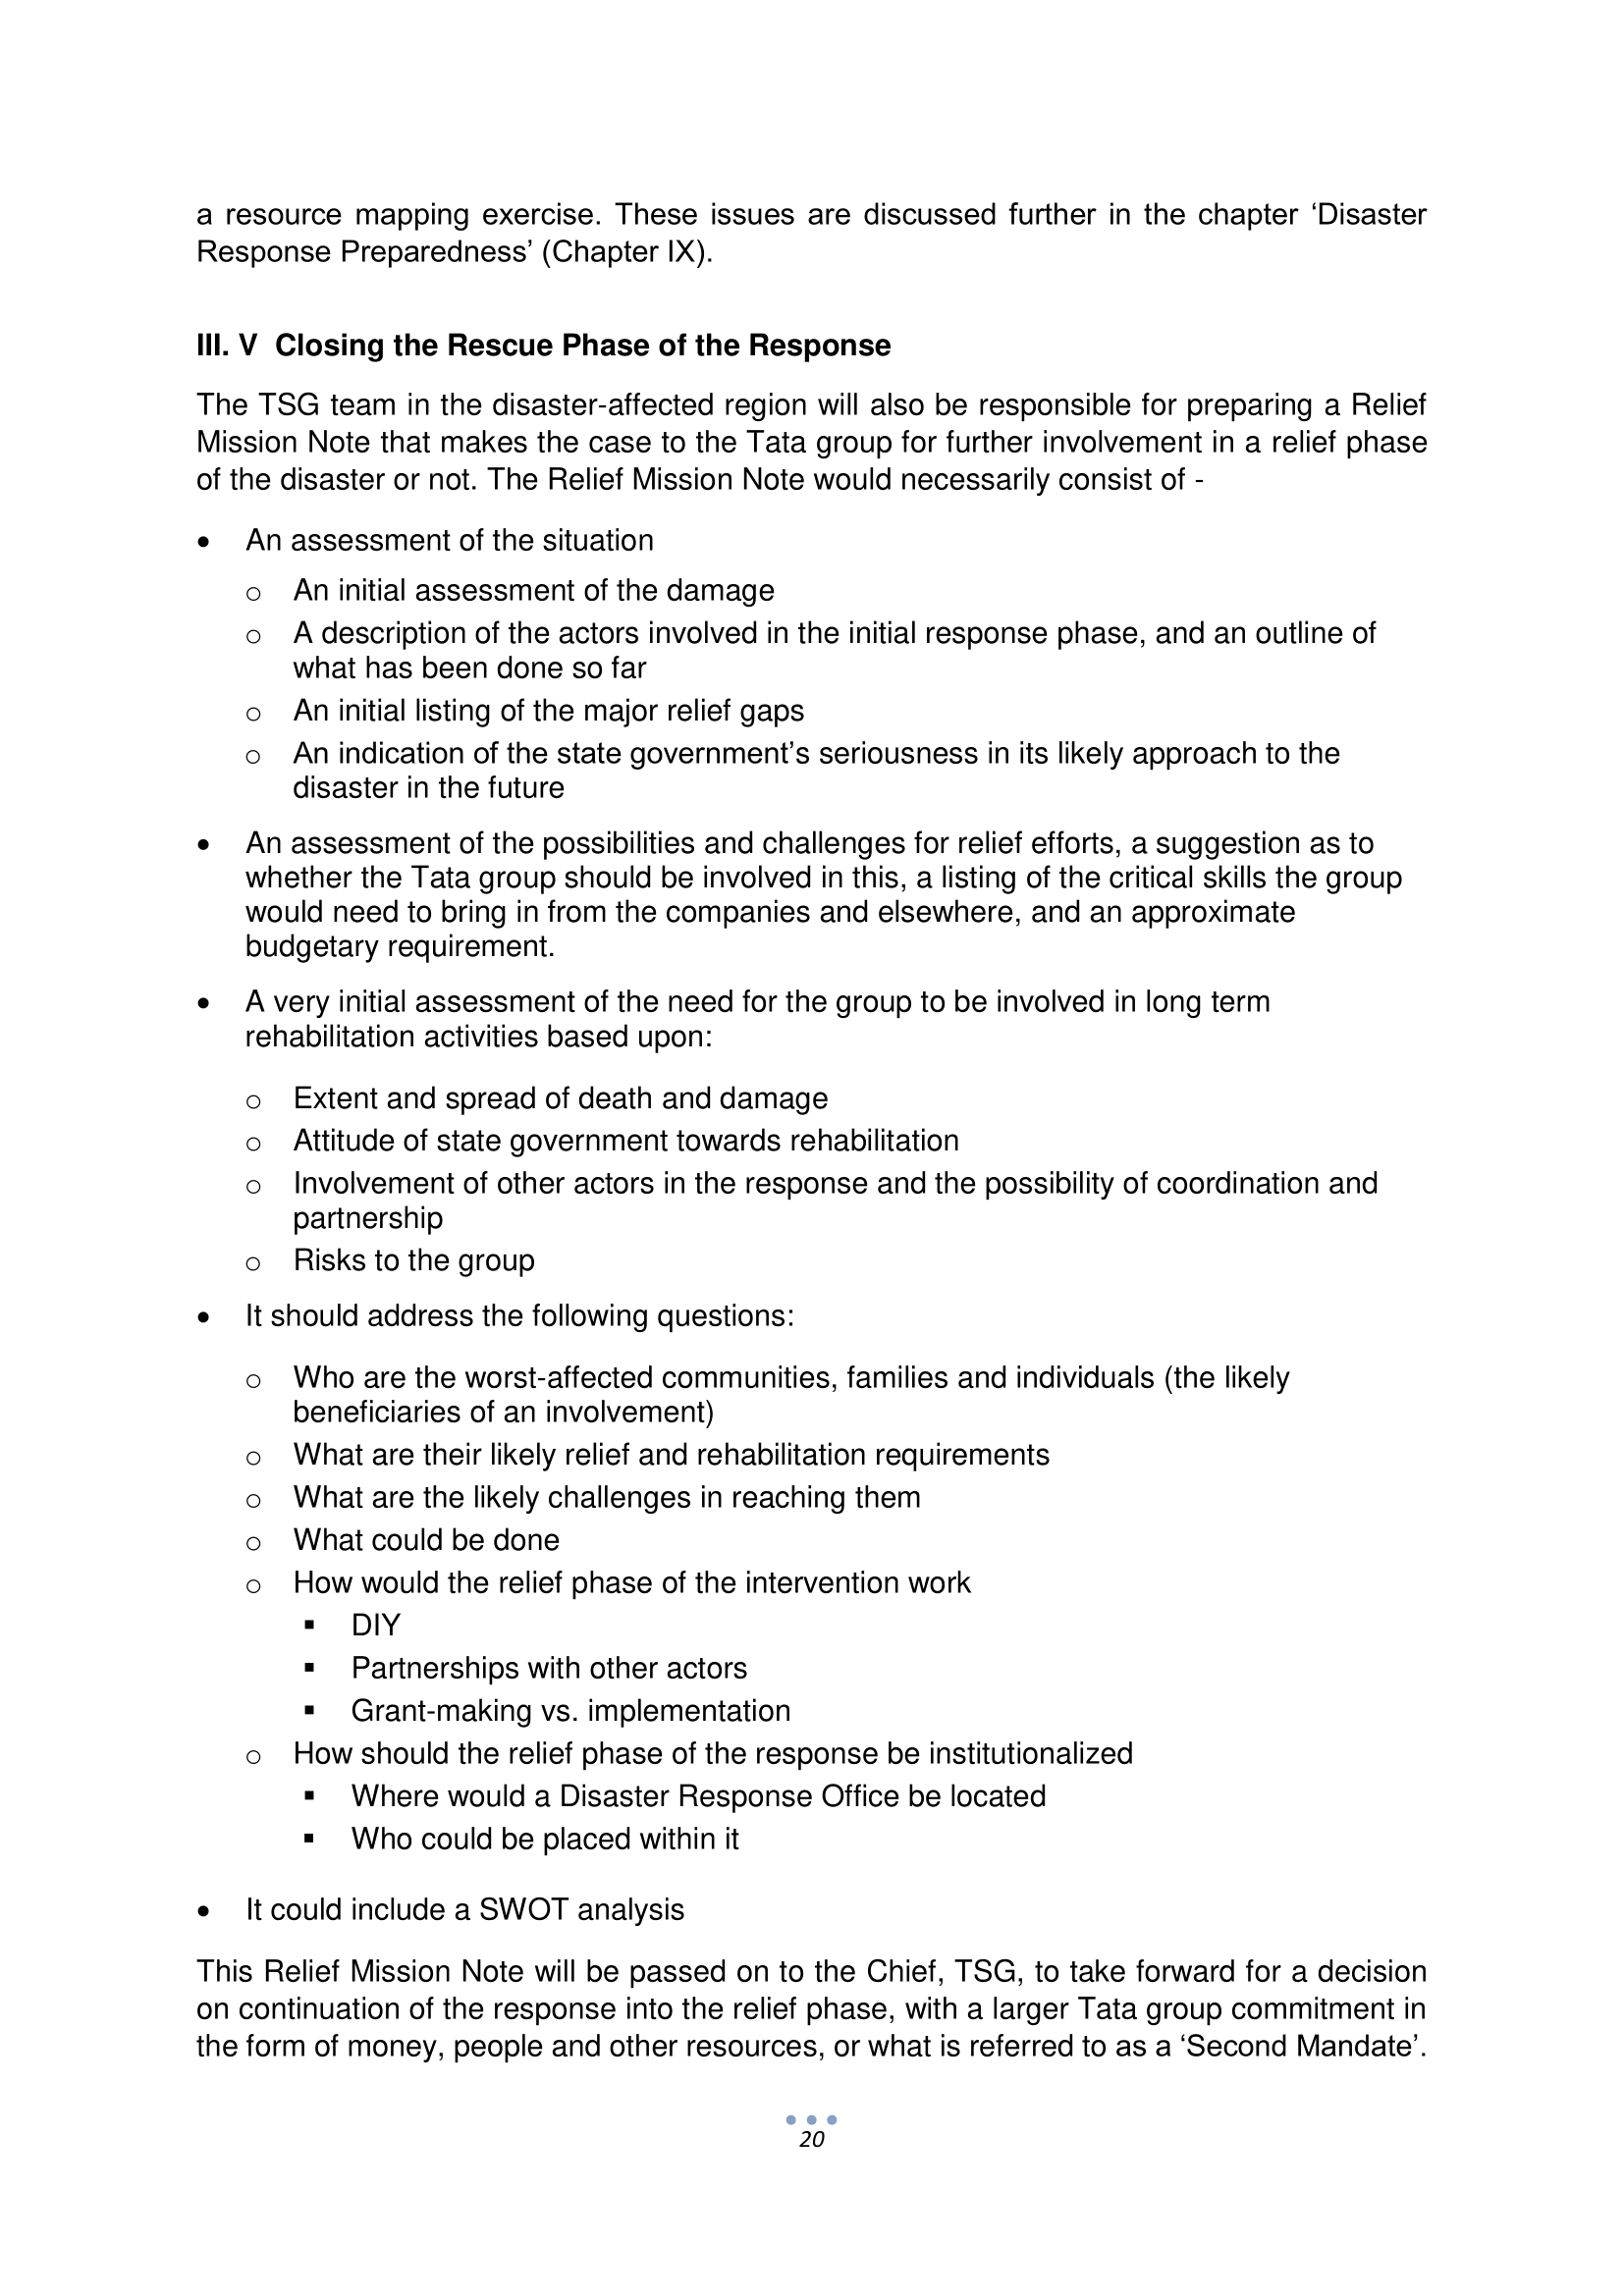 a resource mapping exercise. These issues are discussed further in the chapter ‘Disaster
Response Preparedness’ (Chapter IX).
III. V  Closing the Rescue Phase of the Response
The TSG team in the disaster-affected region will also be responsible for preparing a Relief
Mission Note that makes the case to the Tata group for further involvement in a relief phase
of the disaster or not. The Relief Mission Note would necessarily consist of -
• An assessment of the situation
o An initial assessment of the damage
o A description of the actors involved in the initial response phase, and an outline of
what has been done so far
o An initial listing of the major relief gaps
o An indication of the state government’s seriousness in its likely approach to the
disaster in the future
• An assessment of the possibilities and challenges for relief efforts, a suggestion as to
whether the Tata group should be involved in this, a listing of the critical skills the group
would need to bring in from the companies and elsewhere, and an approximate
budgetary requirement.
• A very initial assessment of the need for the group to be involved in long term
rehabilitation activities based upon:
o Extent and spread of death and damage
o Attitude of state government towards rehabilitation
o Involvement of other actors in the response and the possibility of coordination and
partnership
o Risks to the group
• It should address the following questions:
o Who are the worst-affected communities, families and individuals (the likely
beneficiaries of an involvement)
o What are their likely relief and rehabilitation requirements
o What are the likely challenges in reaching them
o What could be done
o How would the relief phase of the intervention work
▪ DIY
▪ Partnerships with other actors
▪ Grant-making vs. implementation
o How should the relief phase of the response be institutionalized
▪ Where would a Disaster Response Office be located
▪ Who could be placed within it
• It could include a SWOT analysis
This Relief Mission Note will be passed on to the Chief, TSG, to take forward for a decision
on continuation of the response into the relief phase, with a larger Tata group commitment in
the form of money, people and other resources, or what is referred to as a ‘Second Mandate’.
20